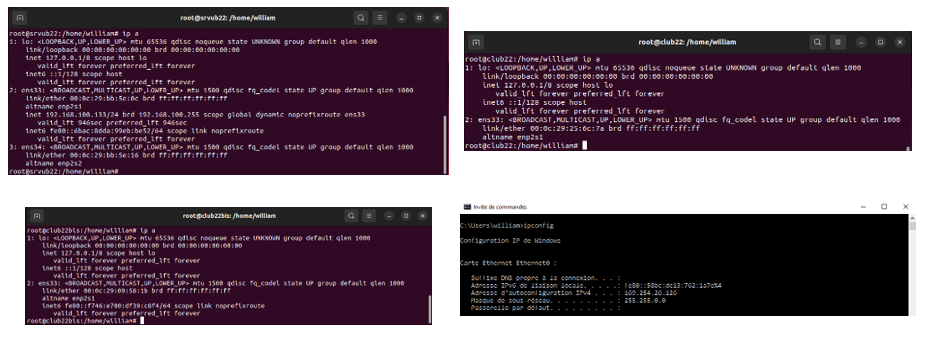 root@srvub22: /home/william
root@srvub22:/home/william# ip a
1: lo: <LOOPBACK,UP,LOWER_UP> mtu 65536 qdisc noqueue state UNKNOWN group default qlen 1000
link/loopback 00:00:00:00:00:00 brd 00:00:00:00:00:00
inet 127.0.0.1/8 scope host lo
valid_lft forever preferred_lft forever
inet6 ::1/128 scope host
valid_lft forever preferred_lft forever
2: ens33: <BROADCAST,MULTICAST,UP,LOWER_UP> mtu 1500 qdisc fq_codel state UP group default qlen 1000
link/ether 00:0c:29:bb:5e:0c brd ff:ff:ff:ff:ff:ff
altname enp2s1
inet 192.168.100.133/24 brd 192.168.100.255 scope global dynamic noprefixroute ens33
valid_lft 946sec preferred_lft 946sec
inet6 fe80::6bac:8dda:99eb:be52/64 scope link noprefixroute
valid_lft forever preferred_lft forever
3: ens34: <BROADCAST,MULTICAST,UP,LOWER_UP> mtu 1500 qdisc fq_codel state UP group default qlen 1000
link/ether 00:0c:29:bb:5e:16 brd ff:ff:ff:ff:ff:ff
altname enp2s2
root@srvub22:/home/william#
root@club22: /home/william
root@club22:/home/william# ip a
1: lo: <LOOPBACK,UP,LOWER_UP> mtu 65536 qdisc noqueue state UNKNOWN group default qlen 1000
link/loopback 00:00:00:00:00:00 brd 00:00:00:00:00:00
inet 127.0.0.1/8 scope host lo
valid_lft forever preferred_lft forever
inet6 ::1/128 scope host
valid_lft forever preferred_lft forever
2: ens33: <BROADCAST,MULTICAST,UP,LOWER_UP> mtu 1500 qdisc fq_codel state UP group default qlen 1000
link/ether 00:0c:29:25:6c:7a brd ff:ff:ff:ff:ff:ff
altname enp2s1
root@club22:/home/william#
root@club22bis: /home/william
root@club22bis:/home/william# ip a
1: lo: <LOOPBACK,UP,LOWER_UP> mtu 65536 qdisc noqueue state UNKNOWN group default qlen 1000
link/loopback 00:00:00:00:00:00 brd 00:00:00:00:00:00
inet 127.0.0.1/8 scope host lo
valid_lft forever preferred_lft forever
inet6 ::1/128 scope host
valid_lft forever preferred_lft forever
2: ens33: <BROADCAST,MULTICAST,UP,LOWER_UP> mtu 1500 qdisc fq_codel state UP group default qlen 1000
link/ether 00:0c:29:09:58:1b brd ff:ff:ff:ff:ff:ff
altname enp2s1
inet6 fe80::f746:e780:df39:c8f4/64 scope link noprefixroute
valid_lft forever preferred_lft forever
root@club22bis:/home/william#
Invite de commandes
C:\Users\william>ipconfig
Configuration IP de Windows
Carte Ethernet Ethernet0 :
Suffixe DNS propre à la connexion. . . :
Adresse IPv6 de liaison locale. . . . .:
Adresse d'autoconfiguration IPv4 . . . : 169.254.26.126
Masque de sous-réseau. . . . . . . . . : 255.255.0.0
Passerelle par défaut. . . . . . . . . :